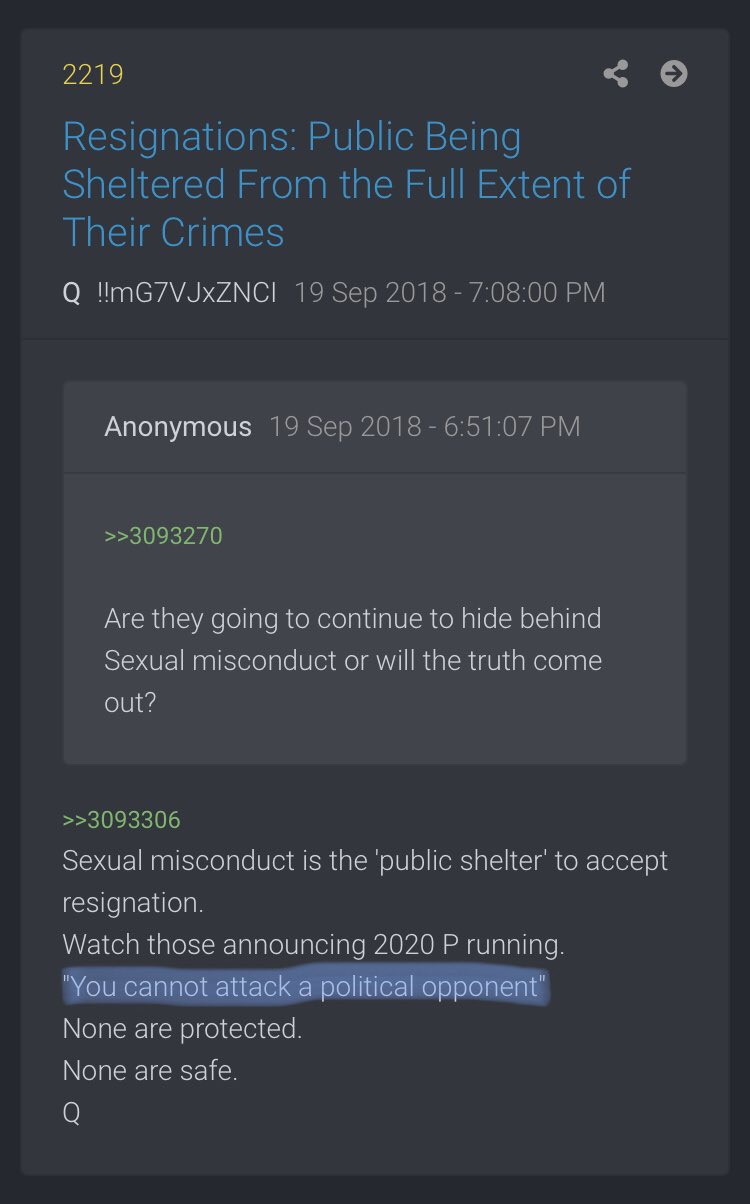 2219
Resignations: Public Being
Sheltered From the Full Extent of
Their Crimes
Q !!mG7VJxZNCI 19 Sep 2018 - 7:08:00 PM
Anonymous 19 Sep 2018 - 6:51:07 PM
>>3093270
Are they going to continue to hide behind
Sexual misconduct or will the truth come
out?
>>3093306
Sexual misconduct is the 'public shelter' to accept
resignation.
Watch those announcing 2020 P running.
"You cannot attack a political opponent"
None are protected.
None are safe.
Q